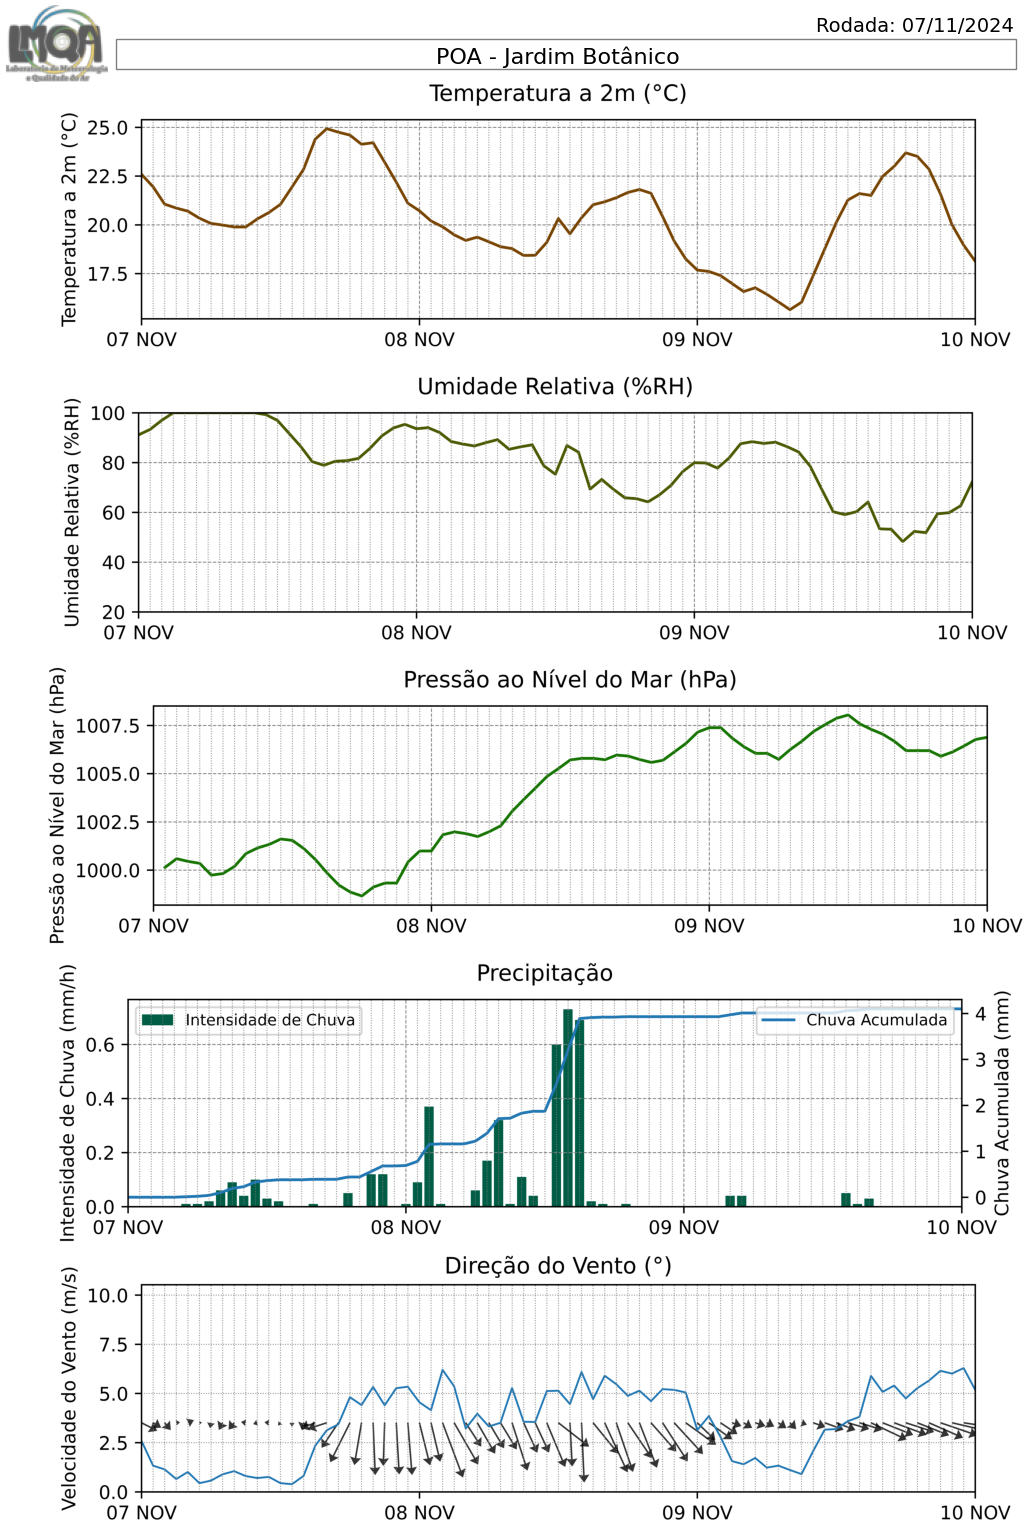 Rodada: 07/11/2024
LMQA
Laboratório de Meteorologia
e Qualidade do Ar
POA - Jardim Botânico
Temperatura a 2m (°C)
Temperatura a 2m (°C)
25.0
22.5
20.0
17.5
07 NOV 08 NOV 09 NOV 10 NOV
Umidade Relativa (%RH)
Umidade Relativa (%RH)
100
80
60
40
20
07 NOV 08 NOV 09 NOV 10 NOV
Pressão ao Nível do Mar (hPa)
Pressão ao Nível do Mar (hPa)
1007.5
1005.0
1002.5
1000.0
07 NOV 08 NOV 09 NOV 10 NOV
Precipitação
Intensidade de Chuva (mm/h)
Intensidade de Chuva
Chuva Acumulada
0.6
0.4
0.2
0.0
4
3
2
1
0
Chuva Acumulada (mm)
07 NOV 08 NOV 09 NOV 10 NOV
Direção do Vento (°)
Velocidade do Vento (m/s)
10.0
7.5
5.0
2.5
0.0
07 NOV 08 NOV 09 NOV 10 NOV